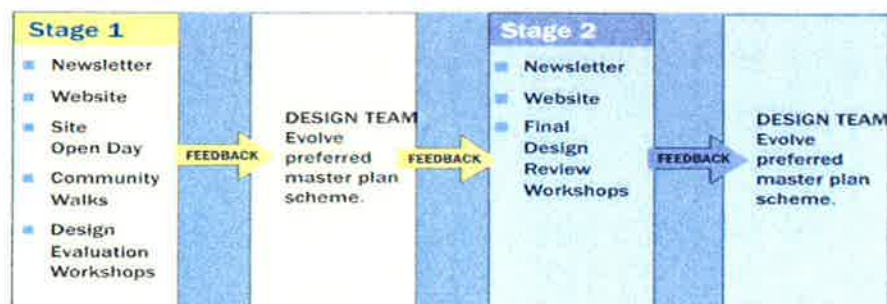 Stage 1
Newsletter
Website
Site
Open Day
Community
Walks
Design
Evaluation
Workshops
FEEDBACK
DESIGN TEAM
Evolve
preferred
master plan
scheme.
FEEDBACK
Stage 2
Newsletter
Website
Final
Design
Review
Workshops
FEEDBACK
DESIGN TEAM
Evolve
preferred
master plan
scheme.